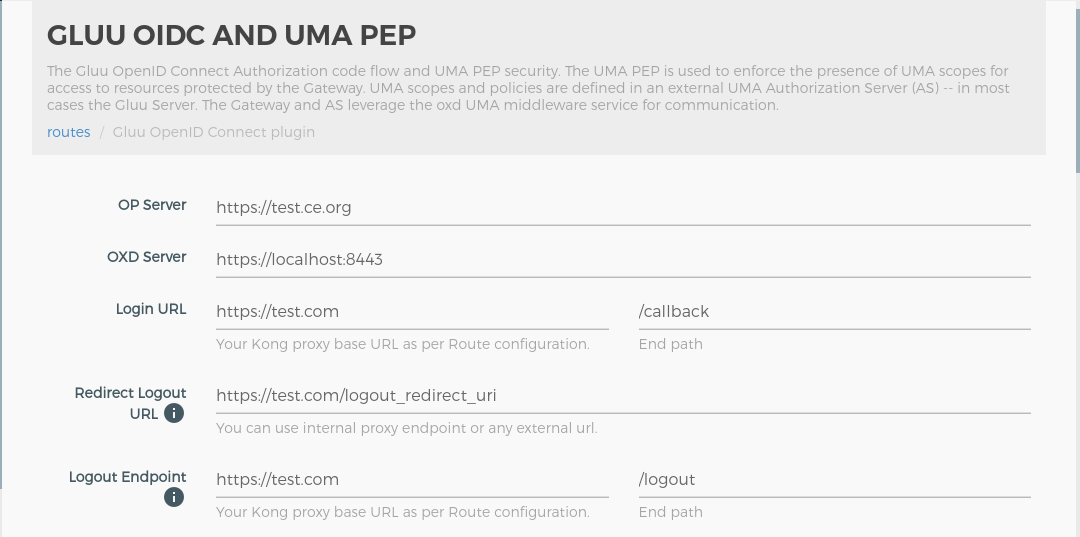 GLUU OIDC AND UMA PEP
The Gluu OpenID Connect Authorization code flow and UMA PEP security. The UMA PEP is used to enforce the presence of UMA scopes for
access to resources protected by the Gateway. UMA scopes and policies are defined in an external UMA Authorization Server (AS) -- in most
cases the Gluu Server. The Gateway and AS leverage the oxd UMA middleware service for communication.
routes / Gluu OpenID Connect plugin
OP Server https://test.ce.org
OXD Server https://localhost:8443
Login URL https://test.com /callback
Your Kong proxy base URL as per Route configuration. End path
Redirect Logout https://test.com/logout_redirect_uri
URL i
You can use internal proxy endpoint or any external url.
Logout Endpoint https://test.com /logout
i
Your Kong proxy base URL as per Route configuration. End path